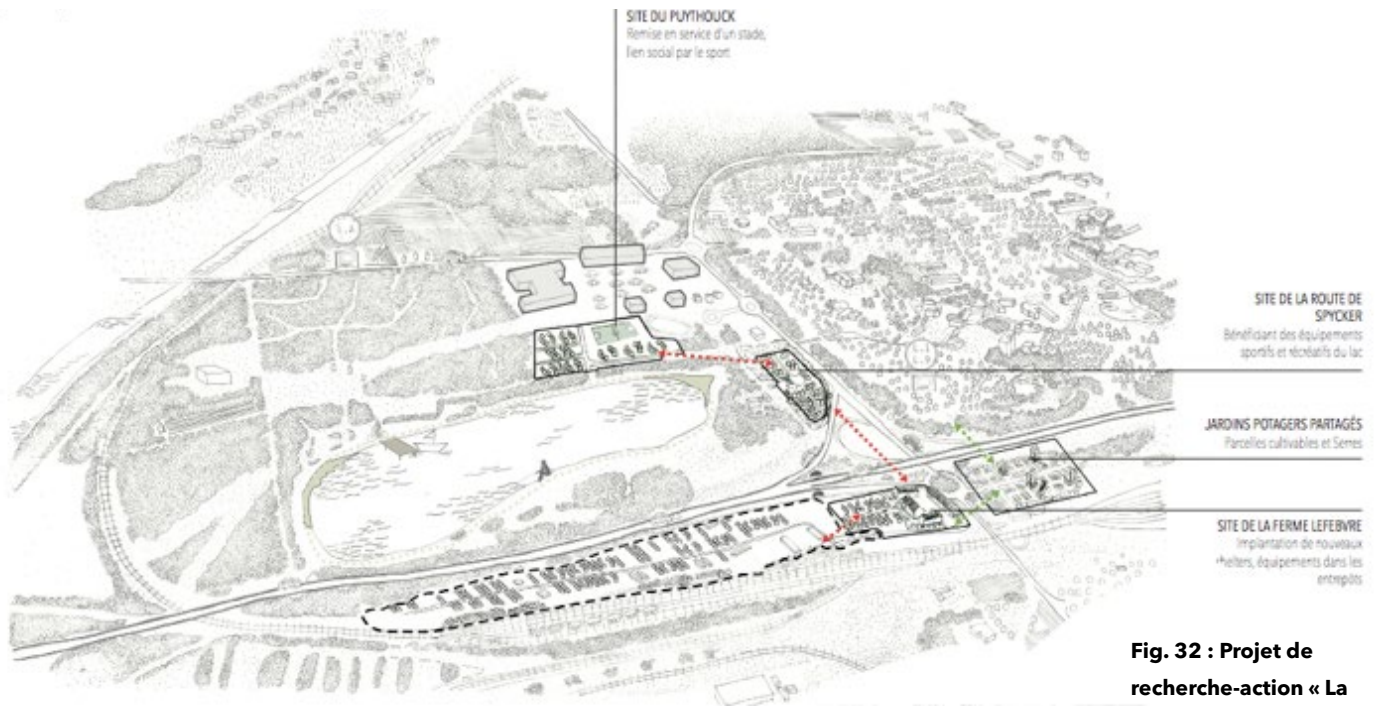 SITE DU PUYTHOUCK
Remise en service d'un stade,
lien social par le sport
SITE DE LA ROUTE DE
SPYCKER
Bénéficiant des équipements
sportifs et récréatifs du lac
JARDINS POTAGERS PARTAGÉS
Parcelles cultivables et Serres
SITE DE LA FERME LEFEBVRE
Implantation de nouveaux
shelters, équipements dans les
entrepôts
Fig. 32 : Projet de
recherche-action « La